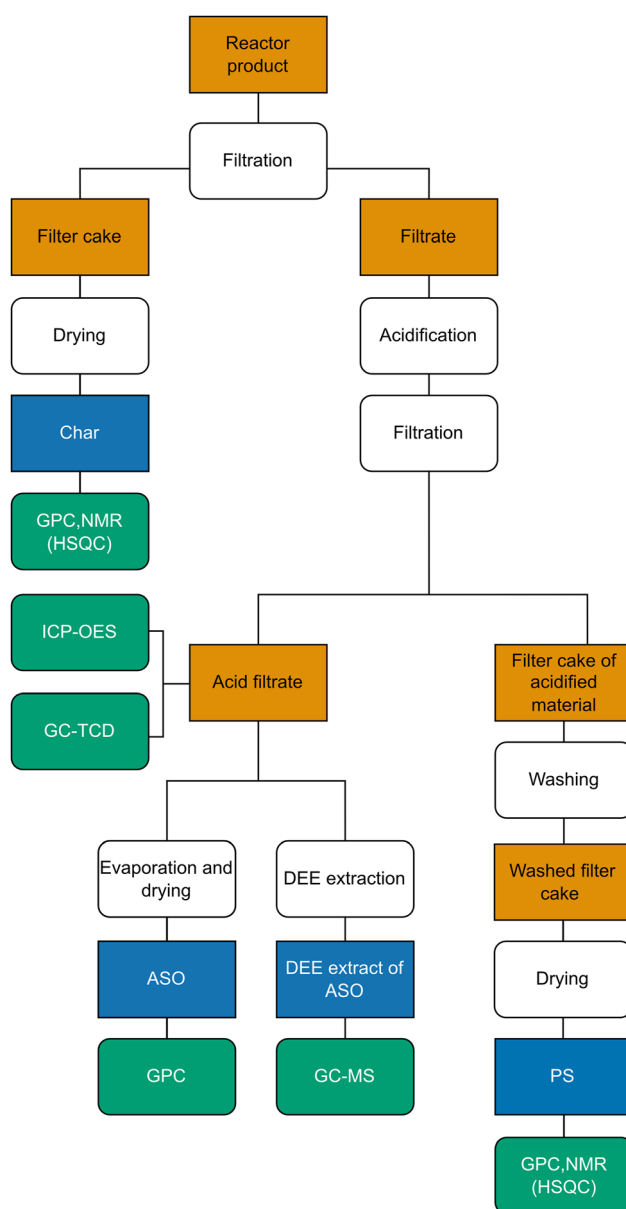 Reactor
product
Filtration
Filter cake
Filtrate
Drying
Acidification
Char
Filtration
GPC,NMR
(HSQC)
ICP-OES
GC-TCD
Acid filtrate
Filter cake of
acidified
material
Washing
Evaporation and
drying
DEE extraction
Washed filter
cake
ASO
DEE extract of
ASO
Drying
GPC
GC-MS
PS
GPC,NMR
(HSQC)